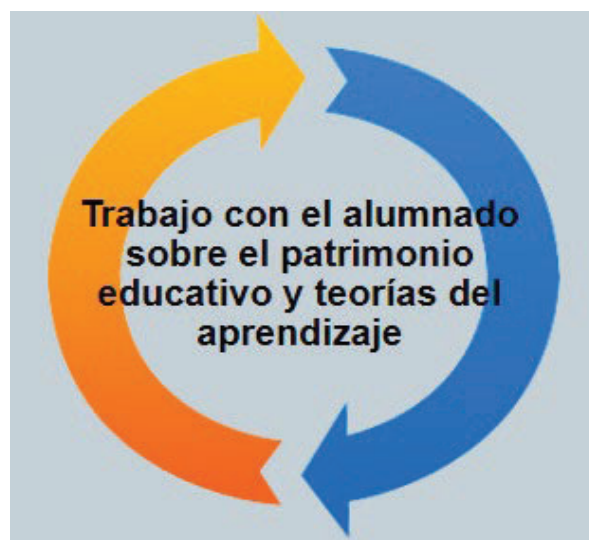 Trabajo con el alumnado
sobre el patrimonio
educativo y teorías del
aprendizaje